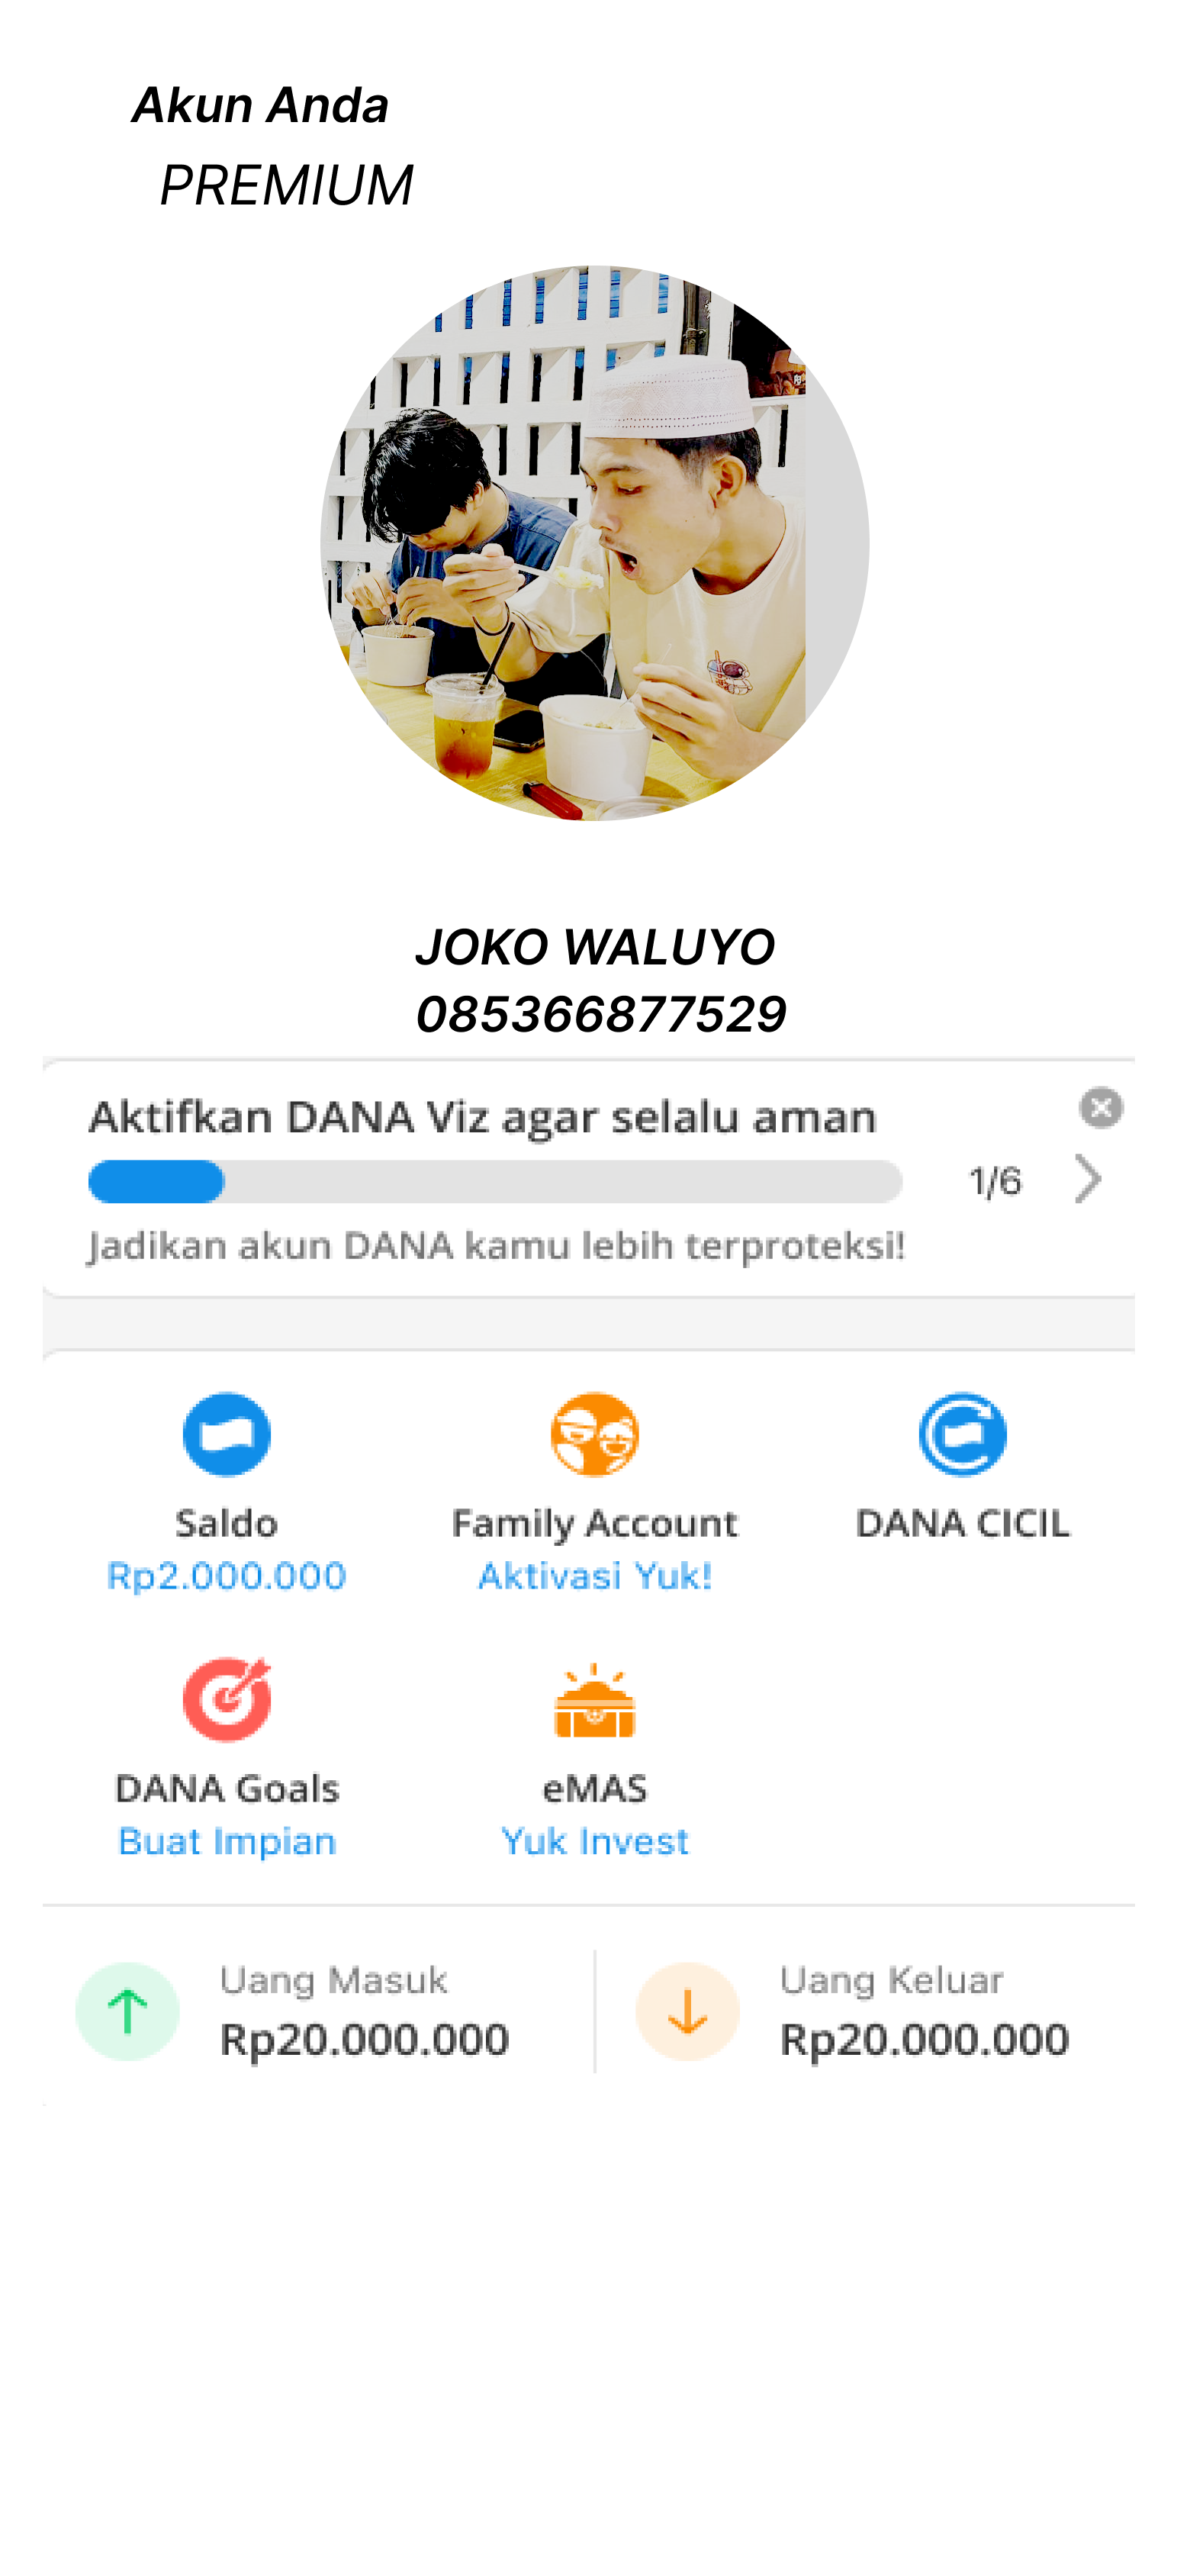 Akun Anda
PREMIUM
JOKO WALUYO
085366877529
Aktifkan DANA Viz agar selalu aman
1/6
Jadikan akun DANA kamu lebih terproteksi!
Saldo
Rp2.000.000
Family Account
Aktivasi Yuk!
DANA CICIL
DANA Goals
Buat Impian
eMAS
Yuk Invest
Uang Masuk
Rp20.000.000
Uang Keluar
Rp20.000.000